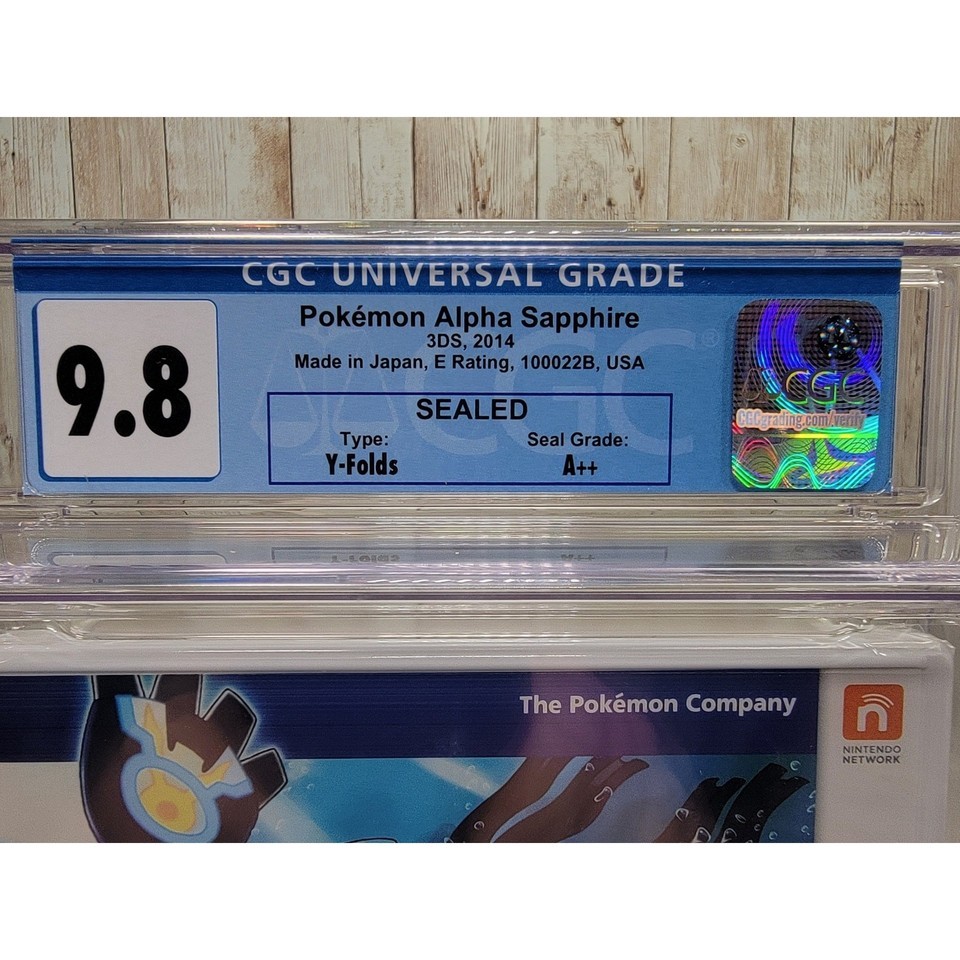 CGC UNIVERSAL GRADE
9.8
Pokémon Alpha Sapphire
3DS, 2014
Made in Japan, E Rating, 100022B, USA
SEALED
Type:
Y-Folds
Seal Grade:
A++
CGC®
CGC
CGCgrading.com/verify
The Pokémon Company
n
NINTENDO
NETWORK